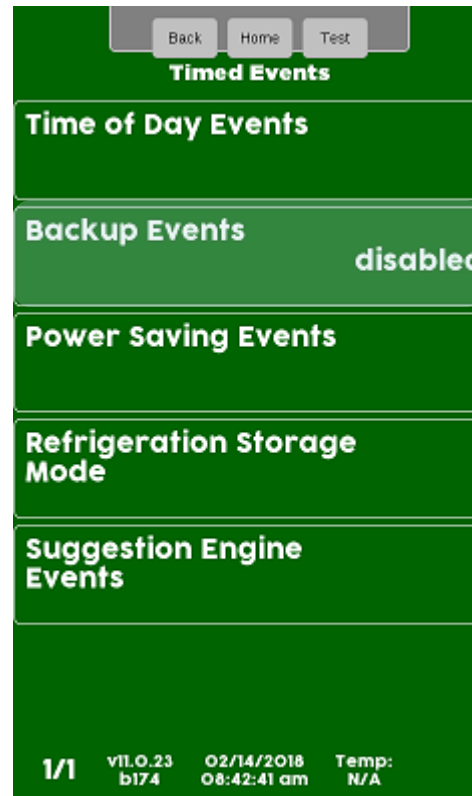 Back Home Test
Timed Events
Time of Day Events
Backup Events
disabled
Power Saving Events
Refrigeration Storage
Mode
Suggestion Engine
Events
1/1 v11.0.23 02/14/2018 Temp:
b174 08:42:41 am N/A